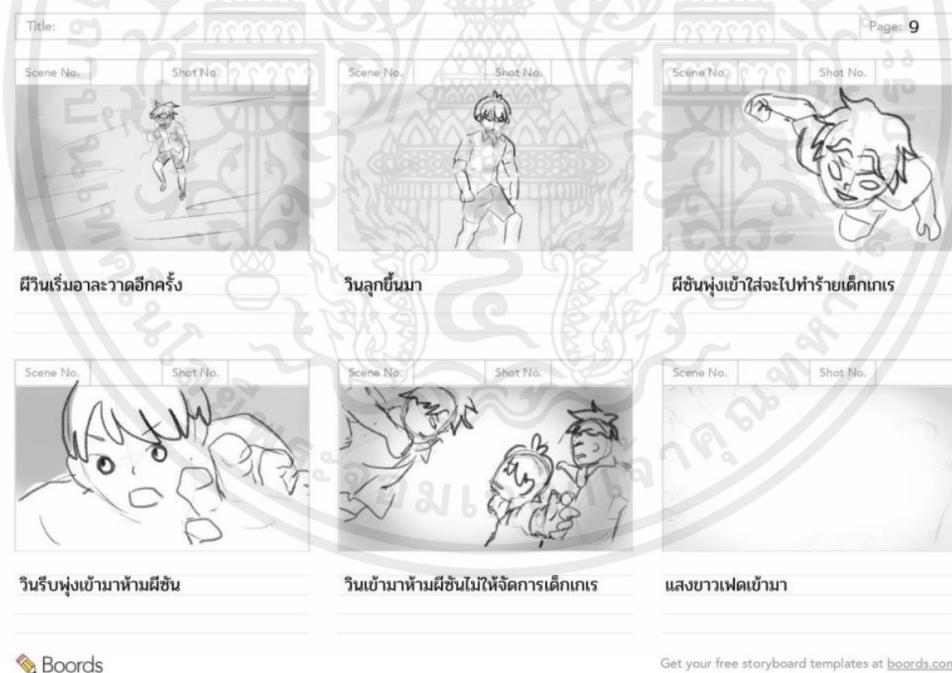 Title:
Page: 9
Scene No. Shot No.
Scene No. Shot No.
Scene No. Shot No.
ผีวินเริ่มอาละวาดอีกครั้ง
วินลุกขึ้นมา
ผีซันพุ่งเข้าใส่จะไปทำร้ายเด็กเกเร
Scene No. Shot No.
Scene No. Shot No.
Scene No. Shot No.
วินรีบพุ่งเข้ามาห้ามผีซัน
วินเข้ามาห้ามผีซันไม่ให้จัดการเด็กเกเร
แสงขาวเฟดเข้ามา
Boords
Get your free storyboard templates at boords.com